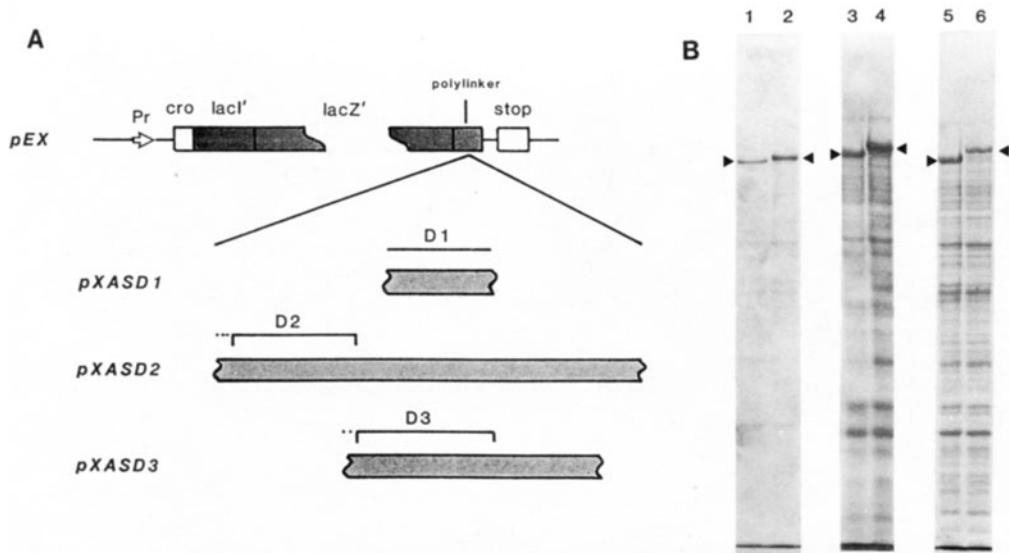 A
polylinker
Pr cro lacI' lacZ' stop
pEX
D1
pXASD1
D2
pXASD2
D3
pXASD3
B
1 2 3 4 5 6